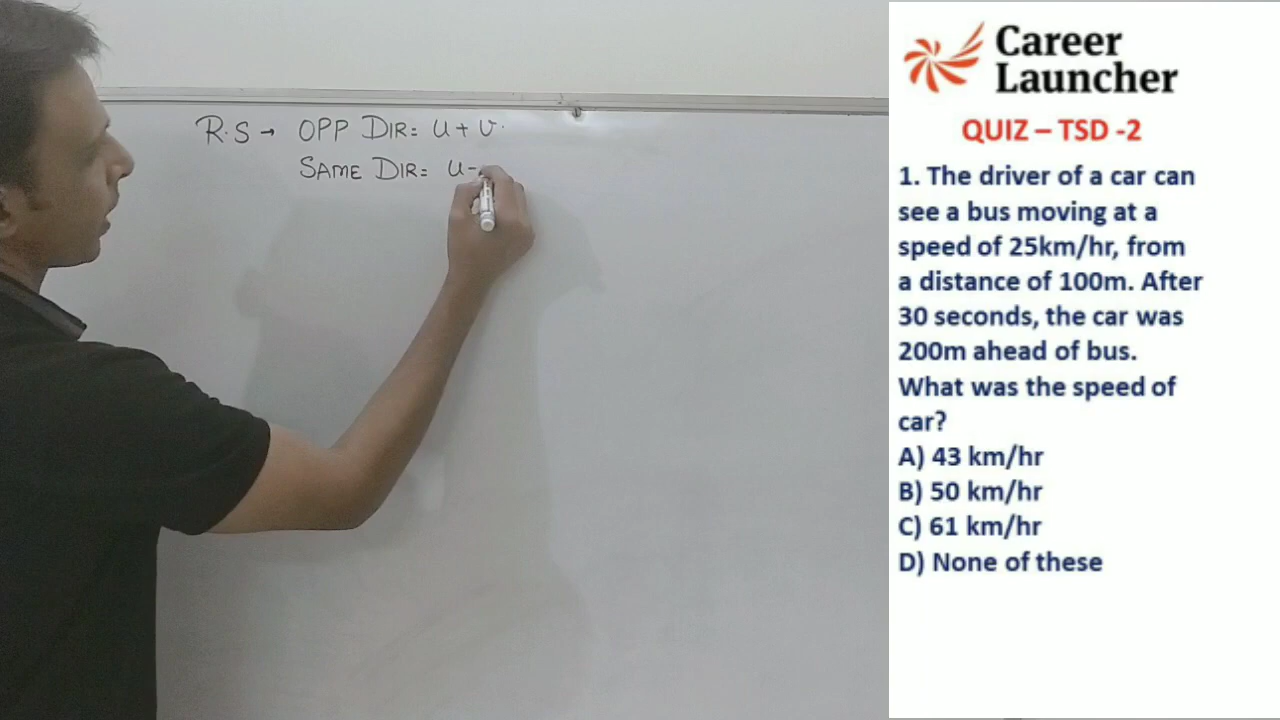 R.S → OPP DIR= U + V.
SAME DIR= U -
Career
Launcher
QUIZ – TSD -2
1. The driver of a car can
see a bus moving at a
speed of 25km/hr, from
a distance of 100m. After
30 seconds, the car was
200m ahead of bus.
What was the speed of
car?
A) 43 km/hr
B) 50 km/hr
C) 61 km/hr
D) None of these